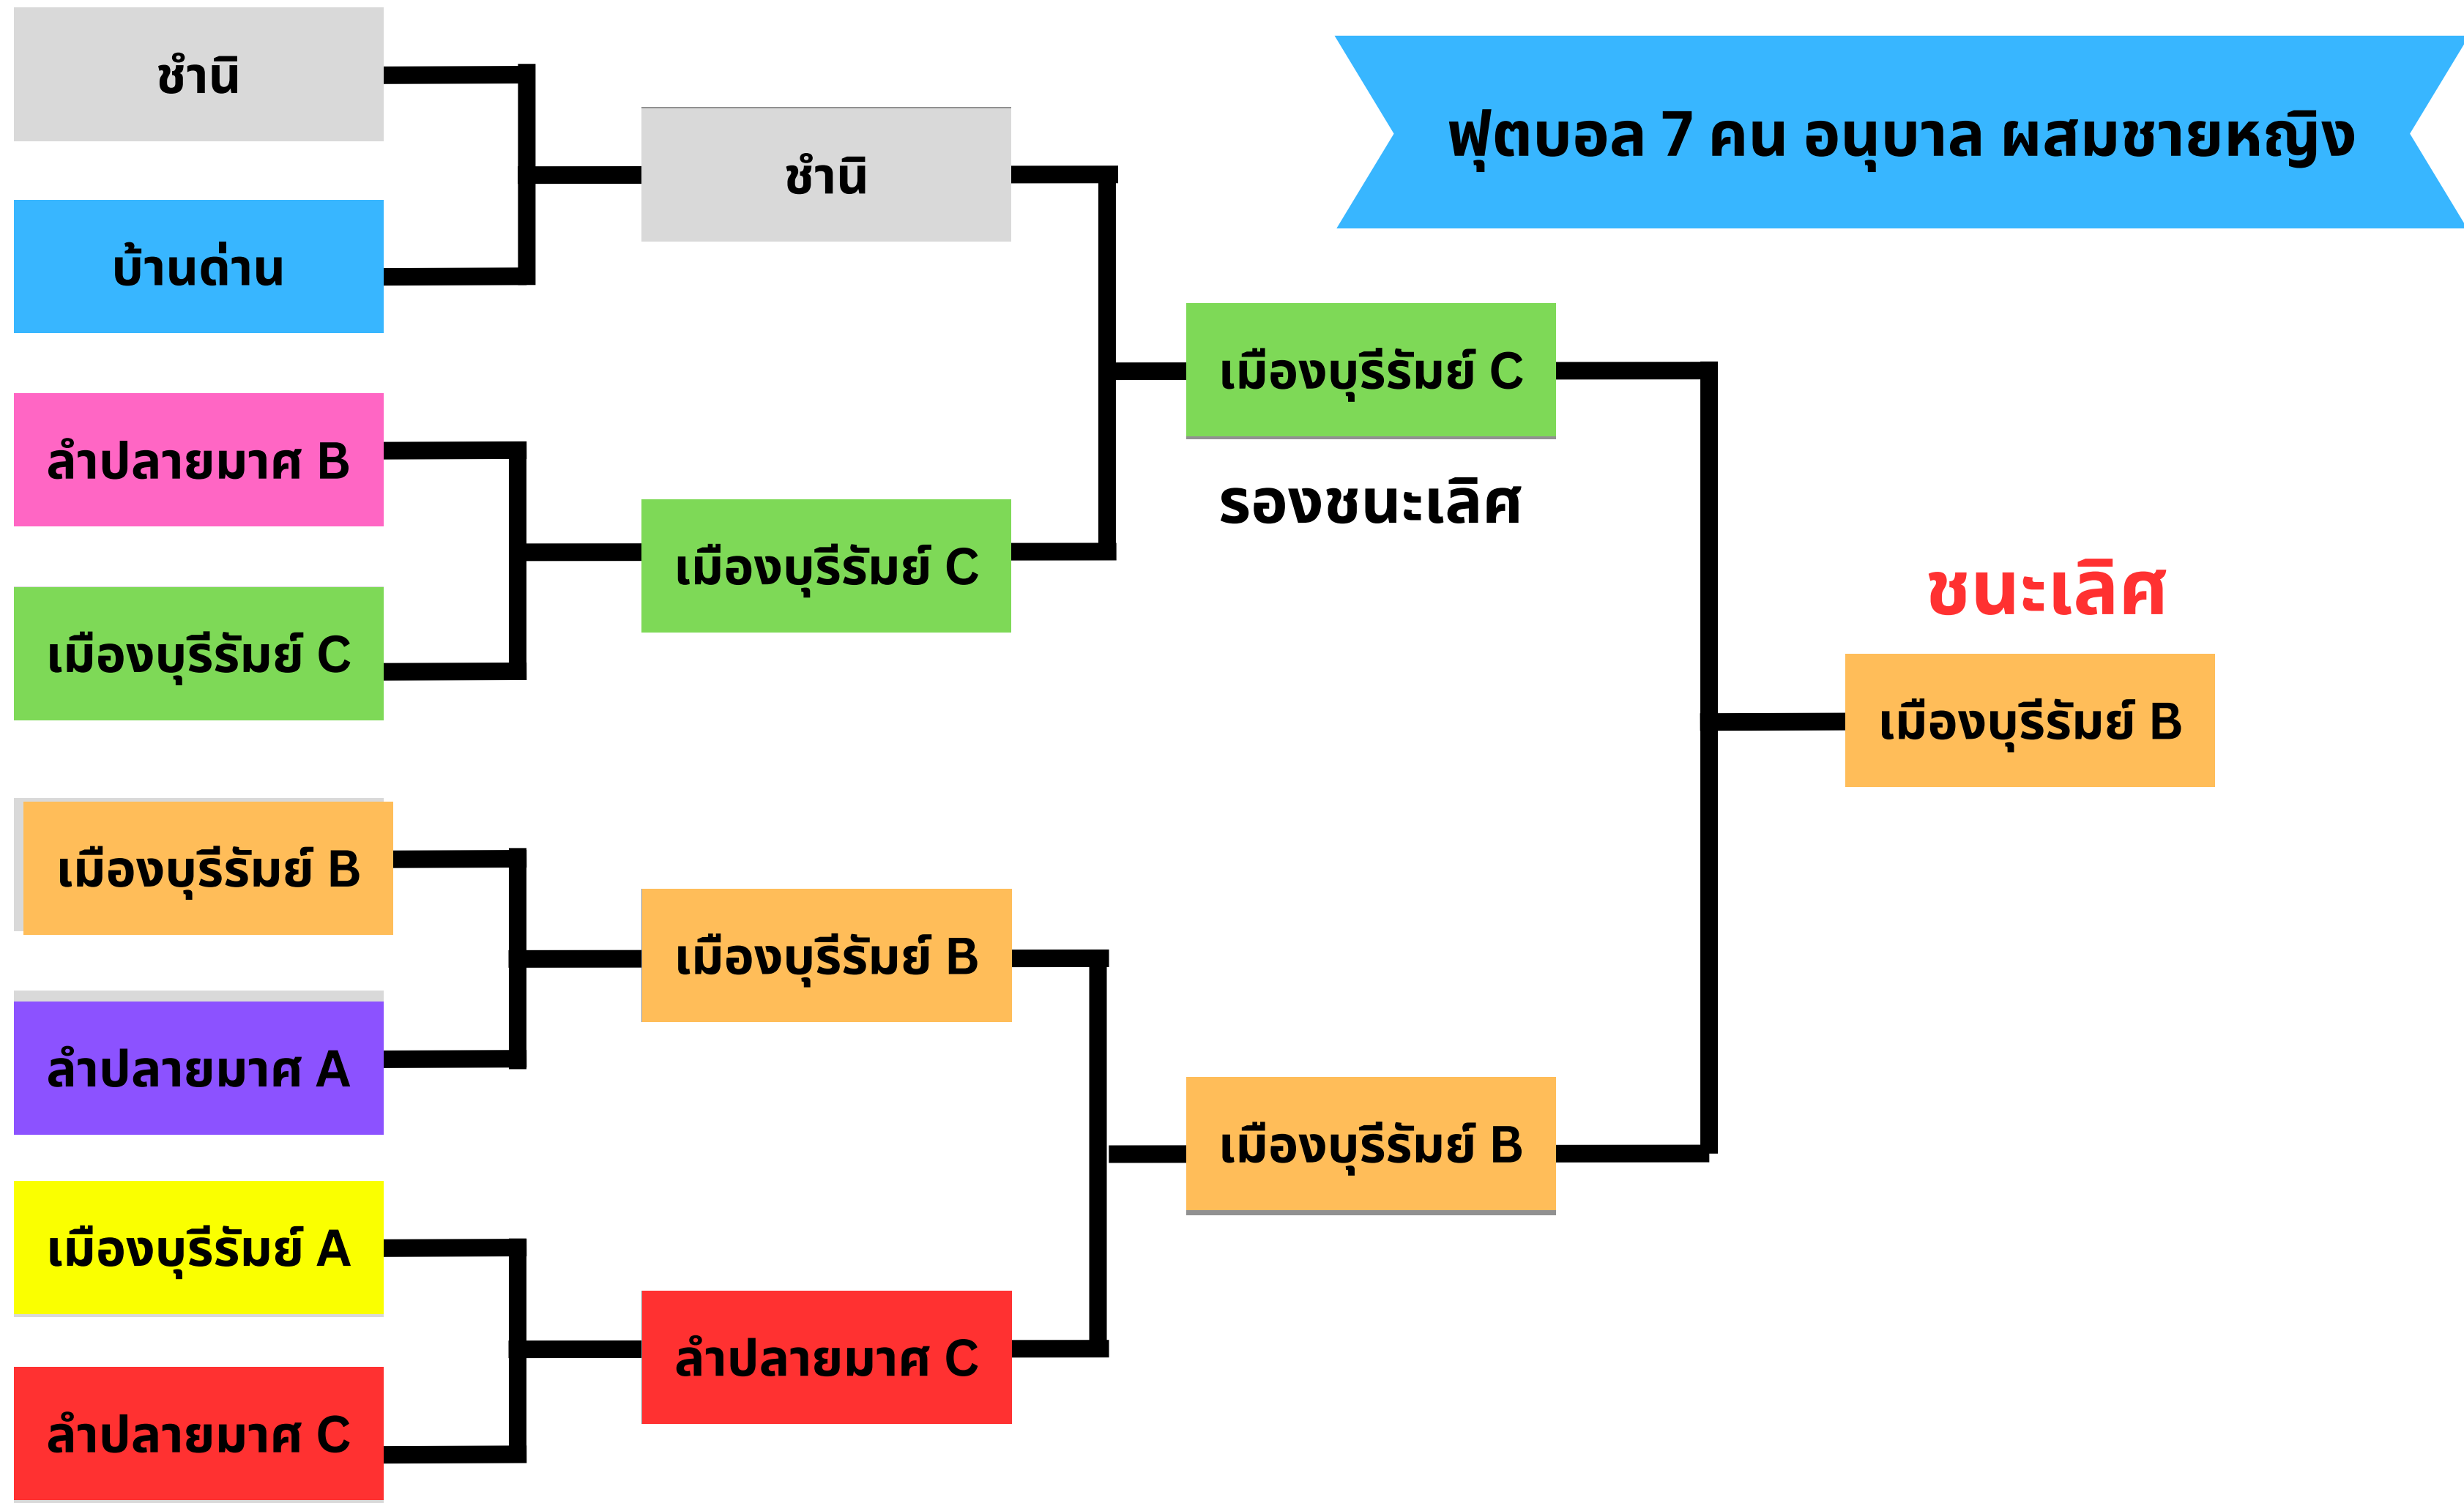 ฟุตบอล 7 คน อนุบาล ผสมชายหญิง
ชำนิ
บ้านด่าน
ลำปลายมาศ B
เมืองบุรีรัมย์ C
เมืองบุรีรัมย์ B
ลำปลายมาศ A
เมืองบุรีรัมย์ A
ลำปลายมาศ C
ชำนิ
เมืองบุรีรัมย์ C
เมืองบุรีรัมย์ B
ลำปลายมาศ C
เมืองบุรีรัมย์ C
รองชนะเลิศ
เมืองบุรีรัมย์ B
ชนะเลิศ
เมืองบุรีรัมย์ B